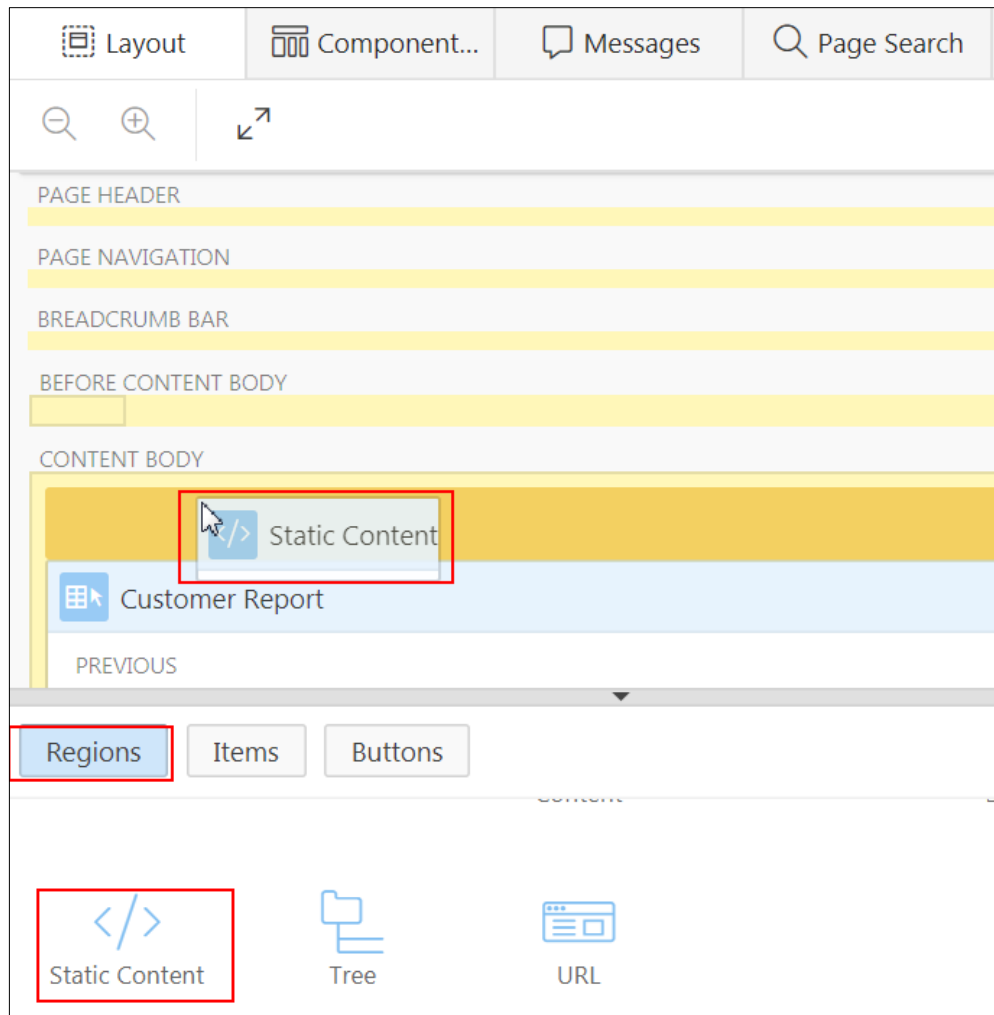 Layout
Component...
Messages
Page Search
PAGE HEADER
PAGE NAVIGATION
BREADCRUMB BAR
BEFORE CONTENT BODY
CONTENT BODY
Static Content
Customer Report
PREVIOUS
Regions
Items
Buttons
Content
Static Content
Tree
URL